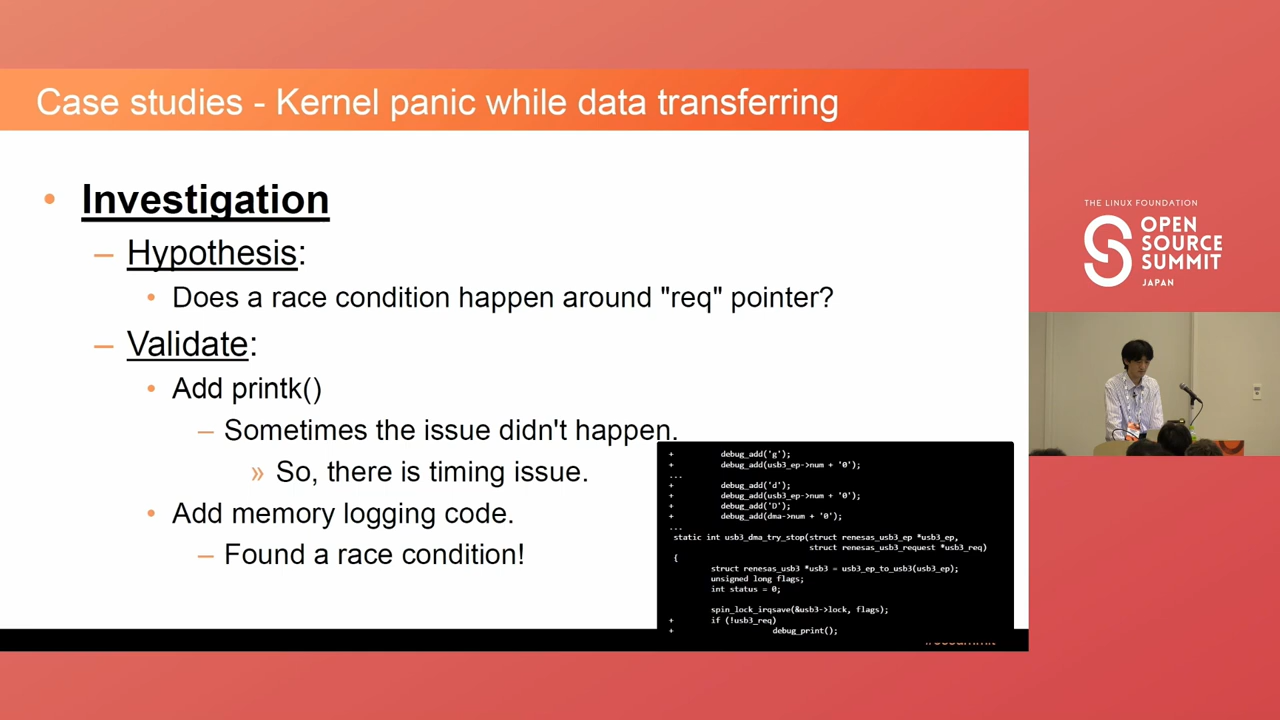 Case studies - Kernel panic while data transferring
• Investigation
– Hypothesis:
• Does a race condition happen around "req" pointer?
– Validate:
• Add printk()
– Sometimes the issue didn't happen.
» So, there is timing issue.
• Add memory logging code.
– Found a race condition!
+ debug_add('g');
+ debug_add(usb3_ep->num + '0');
...
+ debug_add('d');
+ debug_add(usb3_ep->num + '0');
+ debug_add('D');
+ debug_add(dma->num + '0');
...
static int usb3_dma_try_stop(struct renesas_usb3_ep *usb3_ep,
struct renesas_usb3_request *usb3_req)
{
struct renesas_usb3 *usb3 = usb3_ep_to_usb3(usb3_ep);
unsigned long flags;
int status = 0;
spin_lock_irqsave(&usb3->lock, flags);
+ if (!usb3_req)
+ debug_print();
THE LINUX FOUNDATION
OPEN
SOURCE
SUMMIT
JAPAN